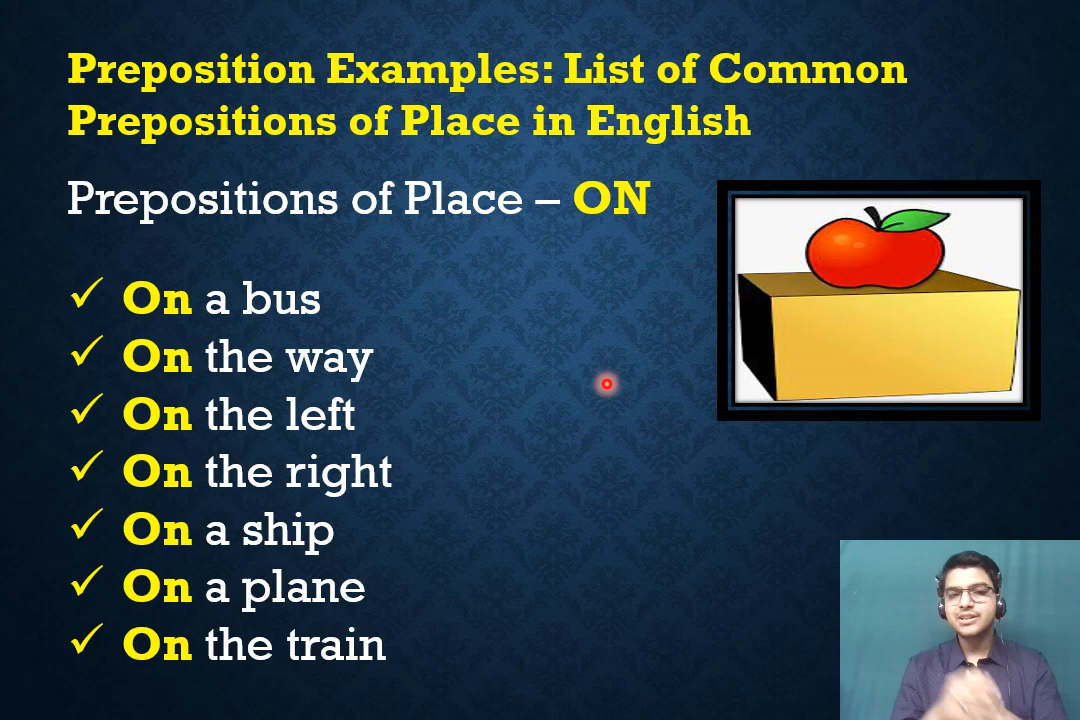 Preposition Examples: List of Common
Prepositions of Place in English
Prepositions of Place – ON
✓ On a bus
✓ On the way
✓ On the left
✓ On the right
✓ On a ship
✓ On a plane
✓ On the train